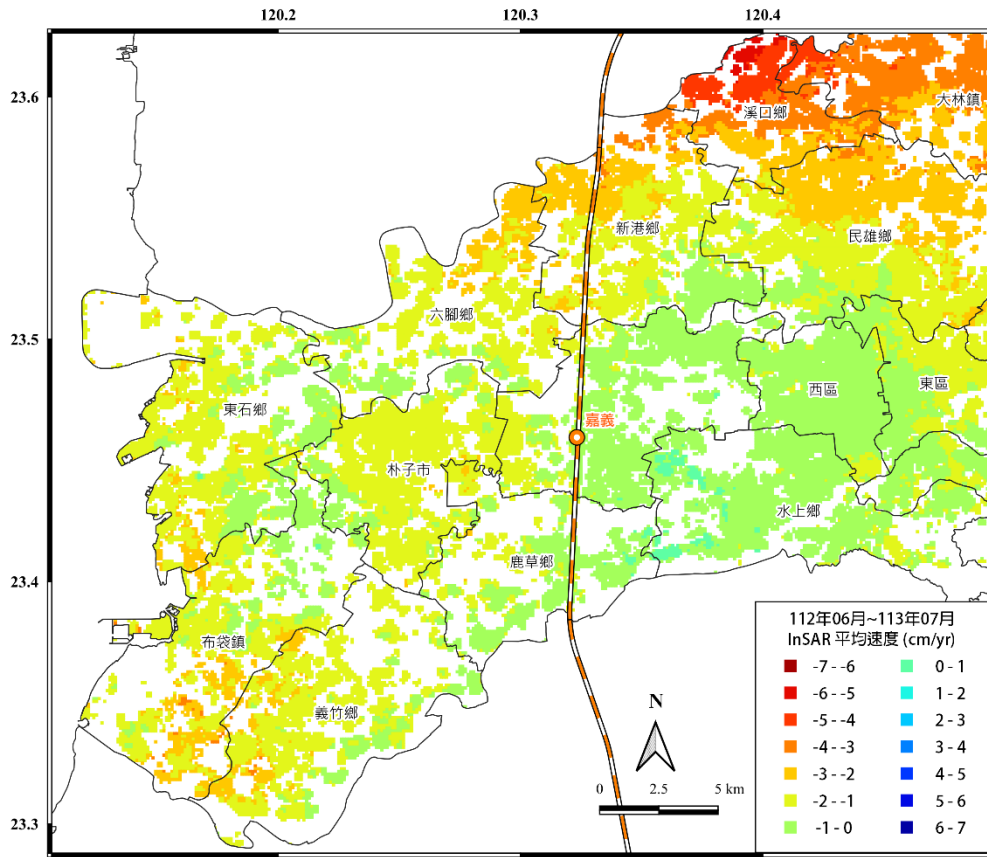 120.2
120.3
120.4
23.6
23.5
23.4
23.3
大林鎮
溪口鄉
新港鄉
民雄鄉
六腳鄉
西區
東區
東石鄉
嘉義
朴子市
水上鄉
鹿草鄉
布袋鎮
義竹鄉
N
0 2.5 5 km
112年06月~113年07月
InSAR 平均速度 (cm/yr)
-7 - -6 0 - 1
-6 - -5 1 - 2
-5 - -4 2 - 3
-4 - -3 3 - 4
-3 - -2 4 - 5
-2 - -1 5 - 6
-1 - 0 6 - 7